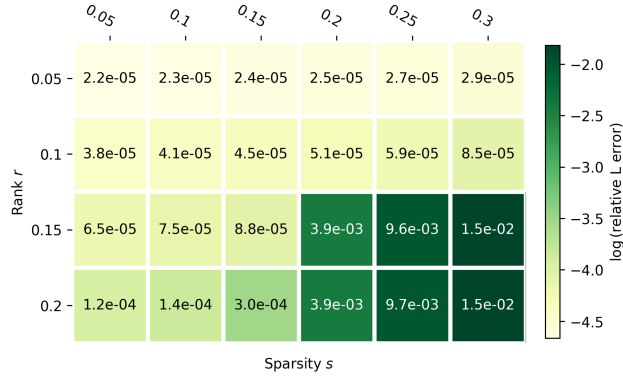 0.05 0.1 0.15 0.2 0.25 0.3
0.05 2.2e-05 2.3e-05 2.4e-05 2.5e-05 2.7e-05 2.9e-05
0.1 3.8e-05 4.1e-05 4.5e-05 5.1e-05 5.9e-05 8.5e-05
0.15 6.5e-05 7.5e-05 8.8e-05 3.9e-03 9.6e-03 1.5e-02
0.2 1.2e-04 1.4e-04 3.0e-04 3.9e-03 9.7e-03 1.5e-02
Rank r
Sparsity s
−2.0
−2.5
−3.0
−3.5
−4.0
−4.5
log(relative L error)